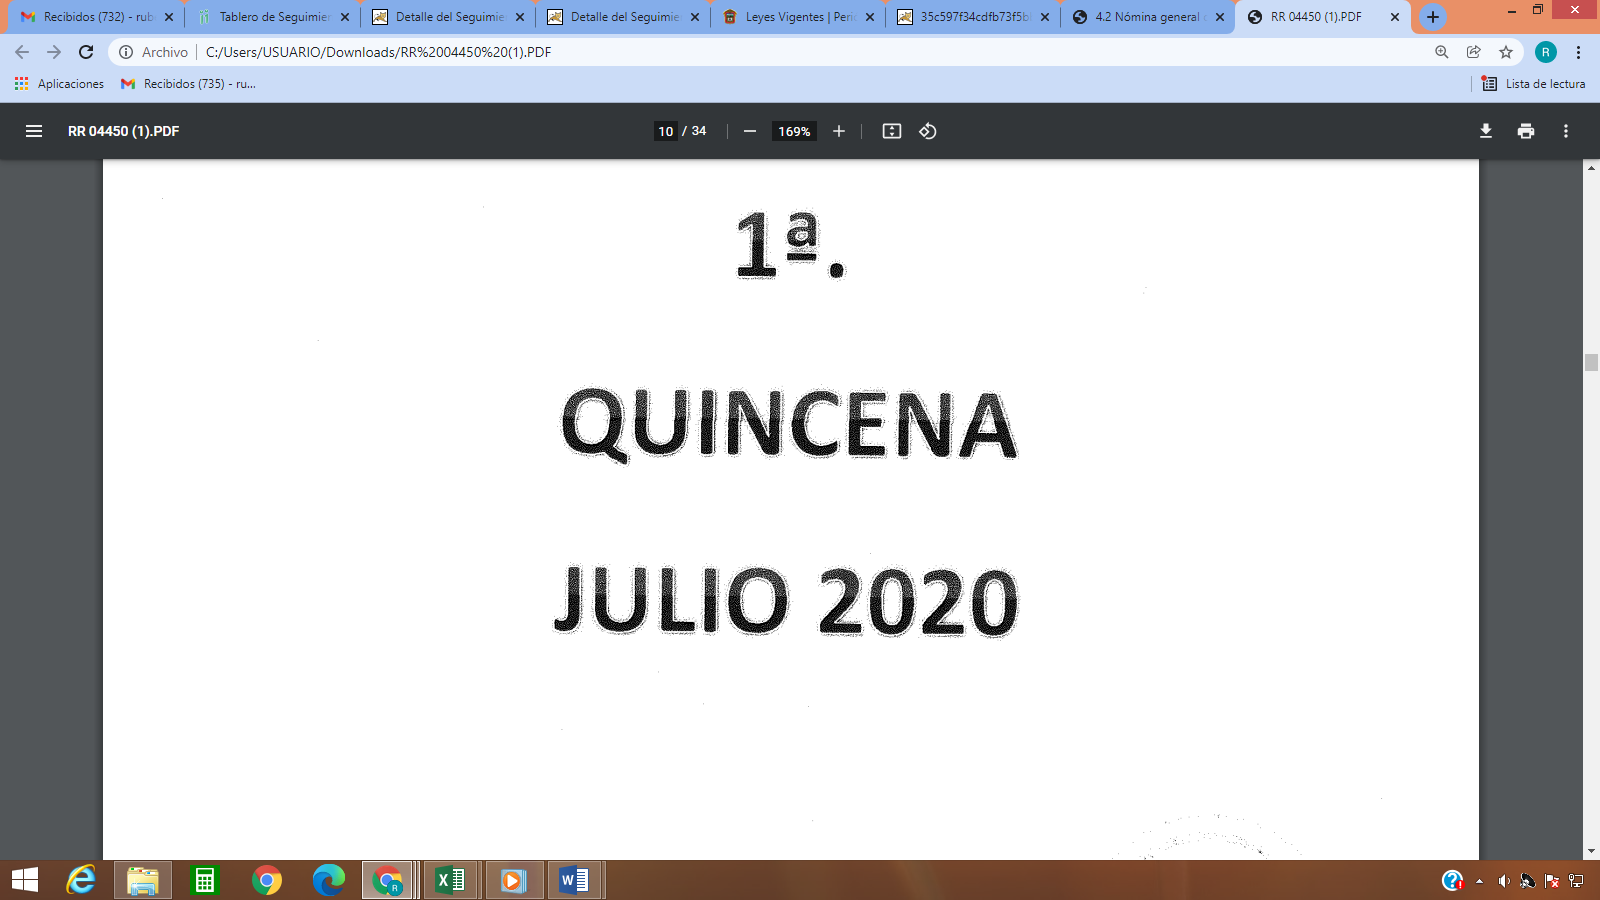 Recibidos (732) - rub
Tablero de Seguimien
Detalle del Seguimie
Detalle del Seguimie
Leyes Vigentes | Peri
35c597f34cdfb73f5b
4.2 Nómina general
RR 04450 (1).PDF
Archivo
C:/Users/USUARIO/Downloads/RR%2004450%20(1).PDF
R
Aplicaciones
Recibidos (735) - ru...
Lista de lectura
RR 04450 (1).PDF
10 / 34
169%
1ª.
QUINCENA
JULIO 2020